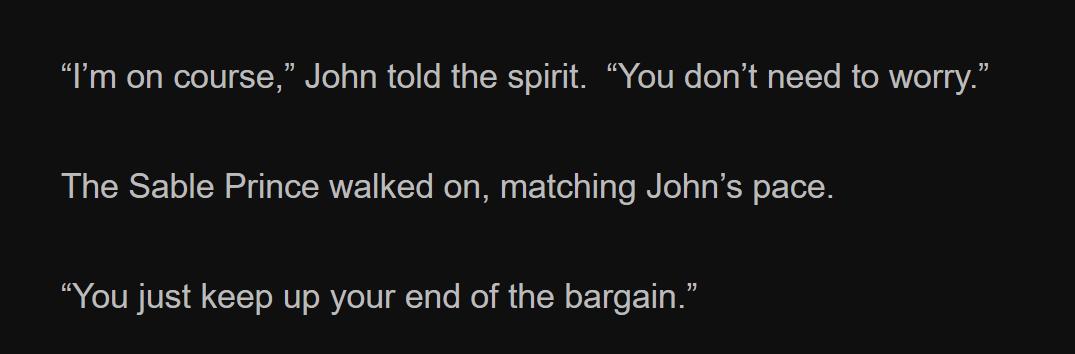 “I’m on course,” John told the spirit.  “You don’t need to worry.”
The Sable Prince walked on, matching John’s pace.
“You just keep up your end of the bargain.”